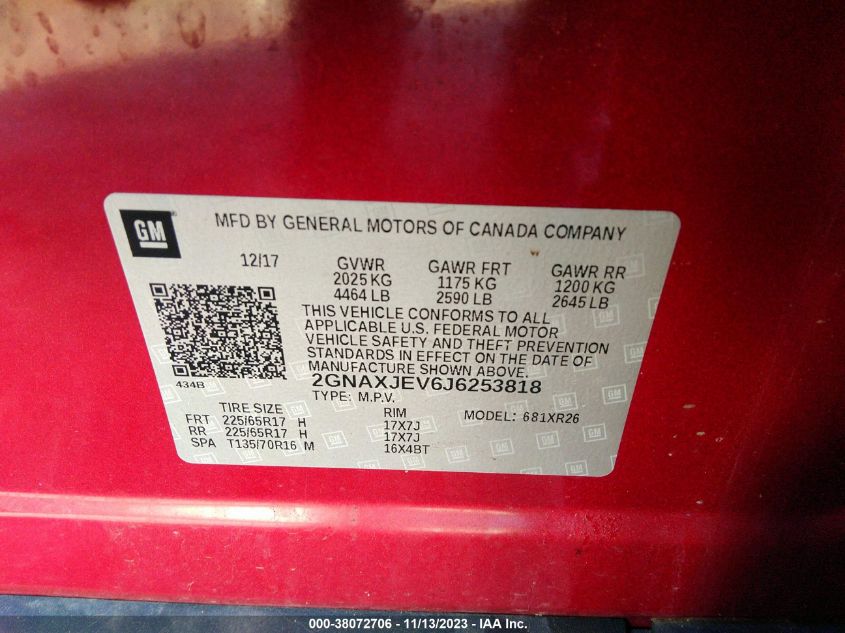 GM
MFD BY GENERAL MOTORS OF CANADA COMPANY
12/17 GVWR GAWR FRT GAWR RR
2025 KG 1175 KG 1200 KG
4464 LB 2590 LB 2645 LB
THIS VEHICLE CONFORMS TO ALL
APPLICABLE U.S. FEDERAL MOTOR
VEHICLE SAFETY AND THEFT PREVENTION
STANDARDS IN EFFECT ON THE DATE OF
MANUFACTURE SHOWN ABOVE.
434B
2GNAXJEV6J6253818
TYPE: M.P.V. MODEL: 681XR26
TIRE SIZE RIM
FRT 225/65R17 H 17X7J
RR 225/65R17 H 17X7J
SPA T135/70R16 M 16X4BT
000-38072706 - 11/13/2023 - IAA Inc.